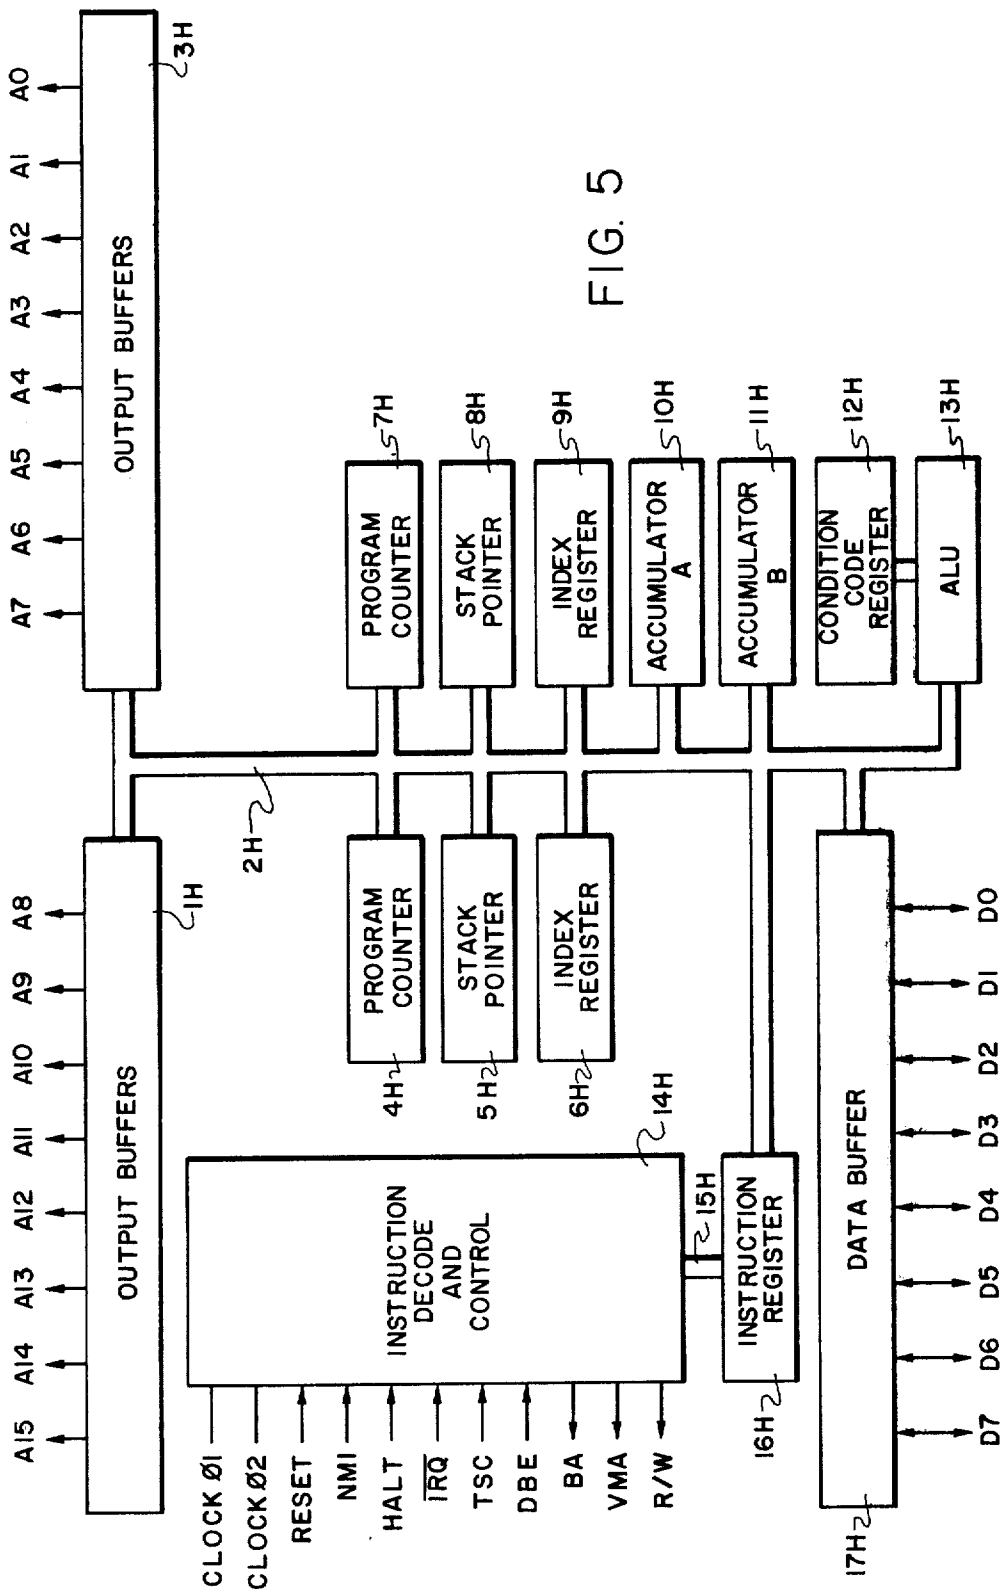 A15 A14 A13 A12 A11 A10 A9 A8 A7 A6 A5 A4 A3 A2 A1 A0
OUTPUT BUFFERS
OUTPUT BUFFERS
1H
3H
2H
CLOCK Ø1
CLOCK Ø2
RESET
NMI
HALT
IRQ
TSC
DBE
BA
VMA
R/W
INSTRUCTION
DECODE
AND
CONTROL
14H
15H
INSTRUCTION
REGISTER
16H
PROGRAM
COUNTER
4H
STACK
POINTER
5H
INDEX
REGISTER
6H
PROGRAM
COUNTER
7H
STACK
POINTER
8H
INDEX
REGISTER
9H
ACCUMULATOR
A
10H
ACCUMULATOR
B
11H
CONDITION
CODE
REGISTER
12H
ALU
13H
DATA BUFFER
17H
D7 D6 D5 D4 D3 D2 D1 D0
FIG. 5